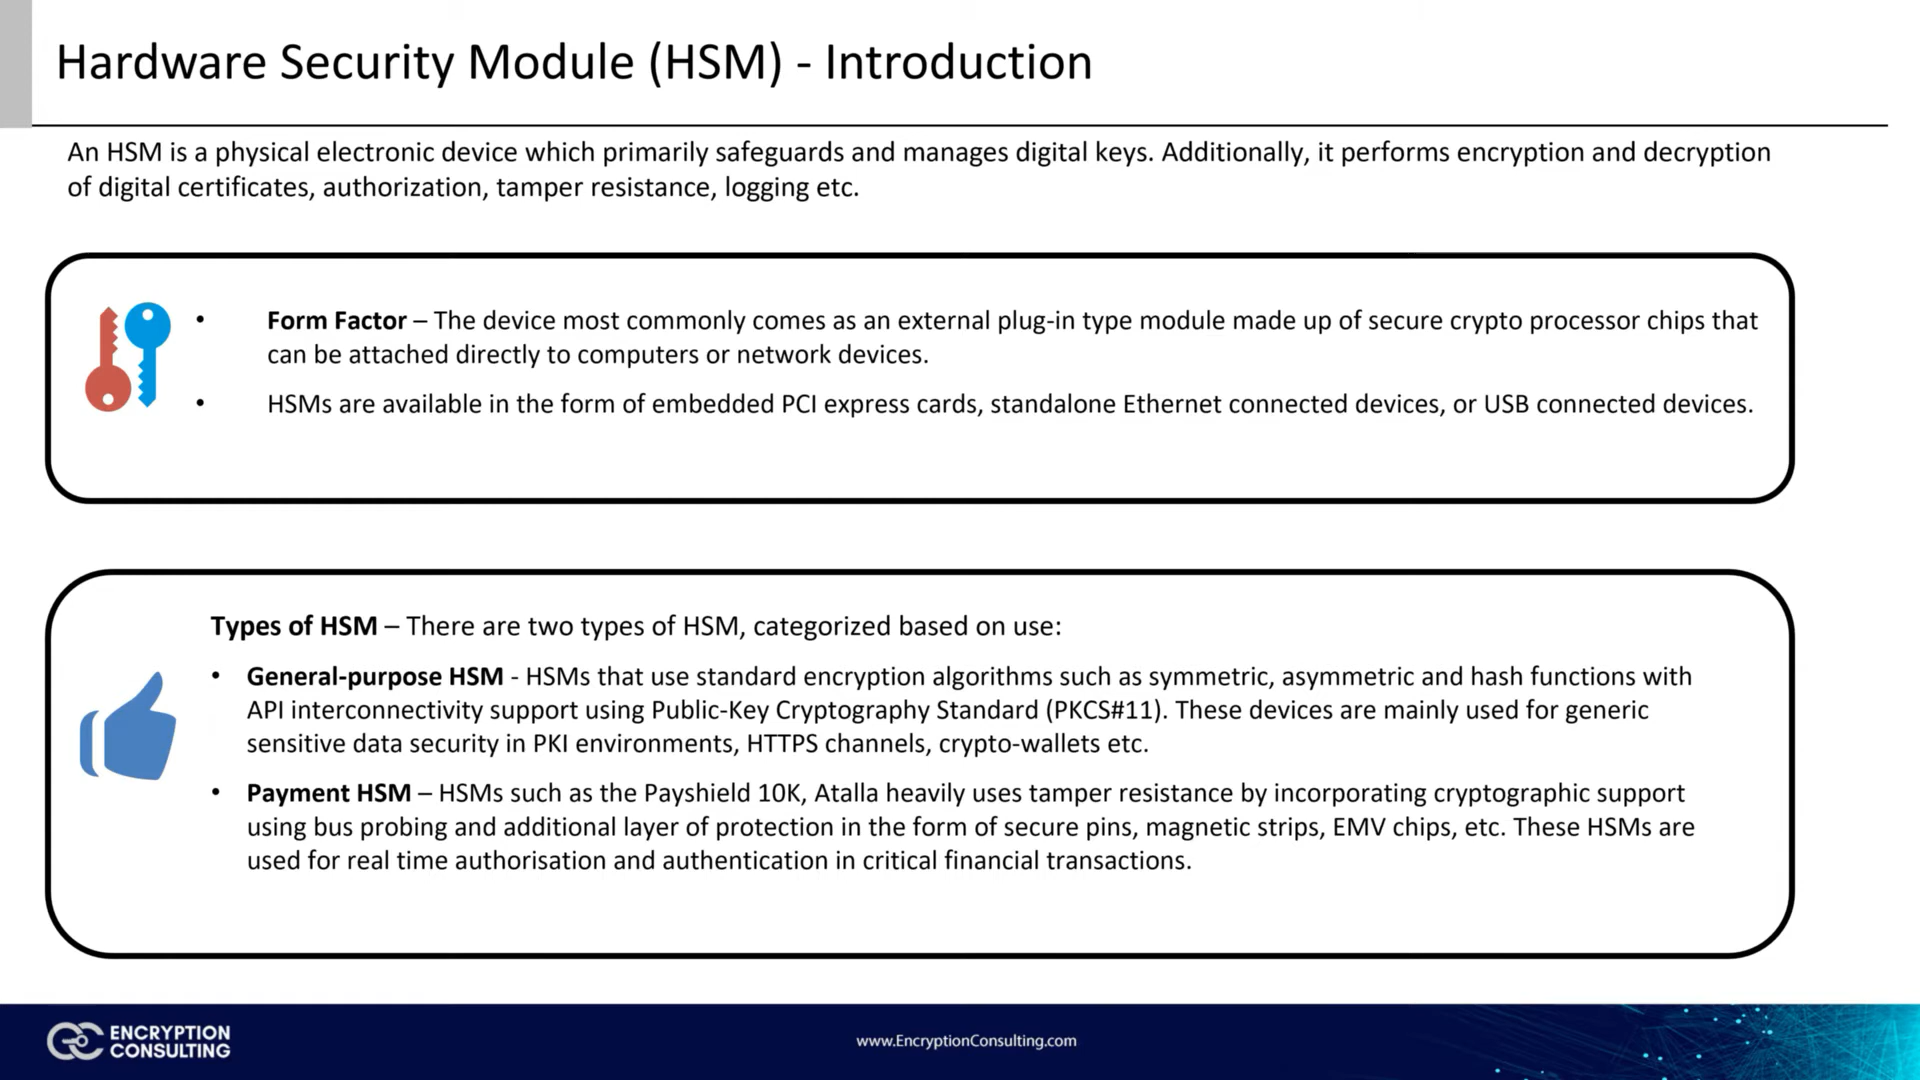 Hardware Security Module (HSM) - Introduction
An HSM is a physical electronic device which primarily safeguards and manages digital keys. Additionally, it performs encryption and decryption
of digital certificates, authorization, tamper resistance, logging etc.
• Form Factor – The device most commonly comes as an external plug-in type module made up of secure crypto processor chips that
can be attached directly to computers or network devices.
• HSMs are available in the form of embedded PCI express cards, standalone Ethernet connected devices, or USB connected devices.
Types of HSM – There are two types of HSM, categorized based on use:
• General-purpose HSM - HSMs that use standard encryption algorithms such as symmetric, asymmetric and hash functions with
API interconnectivity support using Public-Key Cryptography Standard (PKCS#11). These devices are mainly used for generic
sensitive data security in PKI environments, HTTPS channels, crypto-wallets etc.
• Payment HSM – HSMs such as the Payshield 10K, Atalla heavily uses tamper resistance by incorporating cryptographic support
using bus probing and additional layer of protection in the form of secure pins, magnetic strips, EMV chips, etc. These HSMs are
used for real time authorisation and authentication in critical financial transactions.
ENCRYPTION
CONSULTING
www.EncryptionConsulting.com